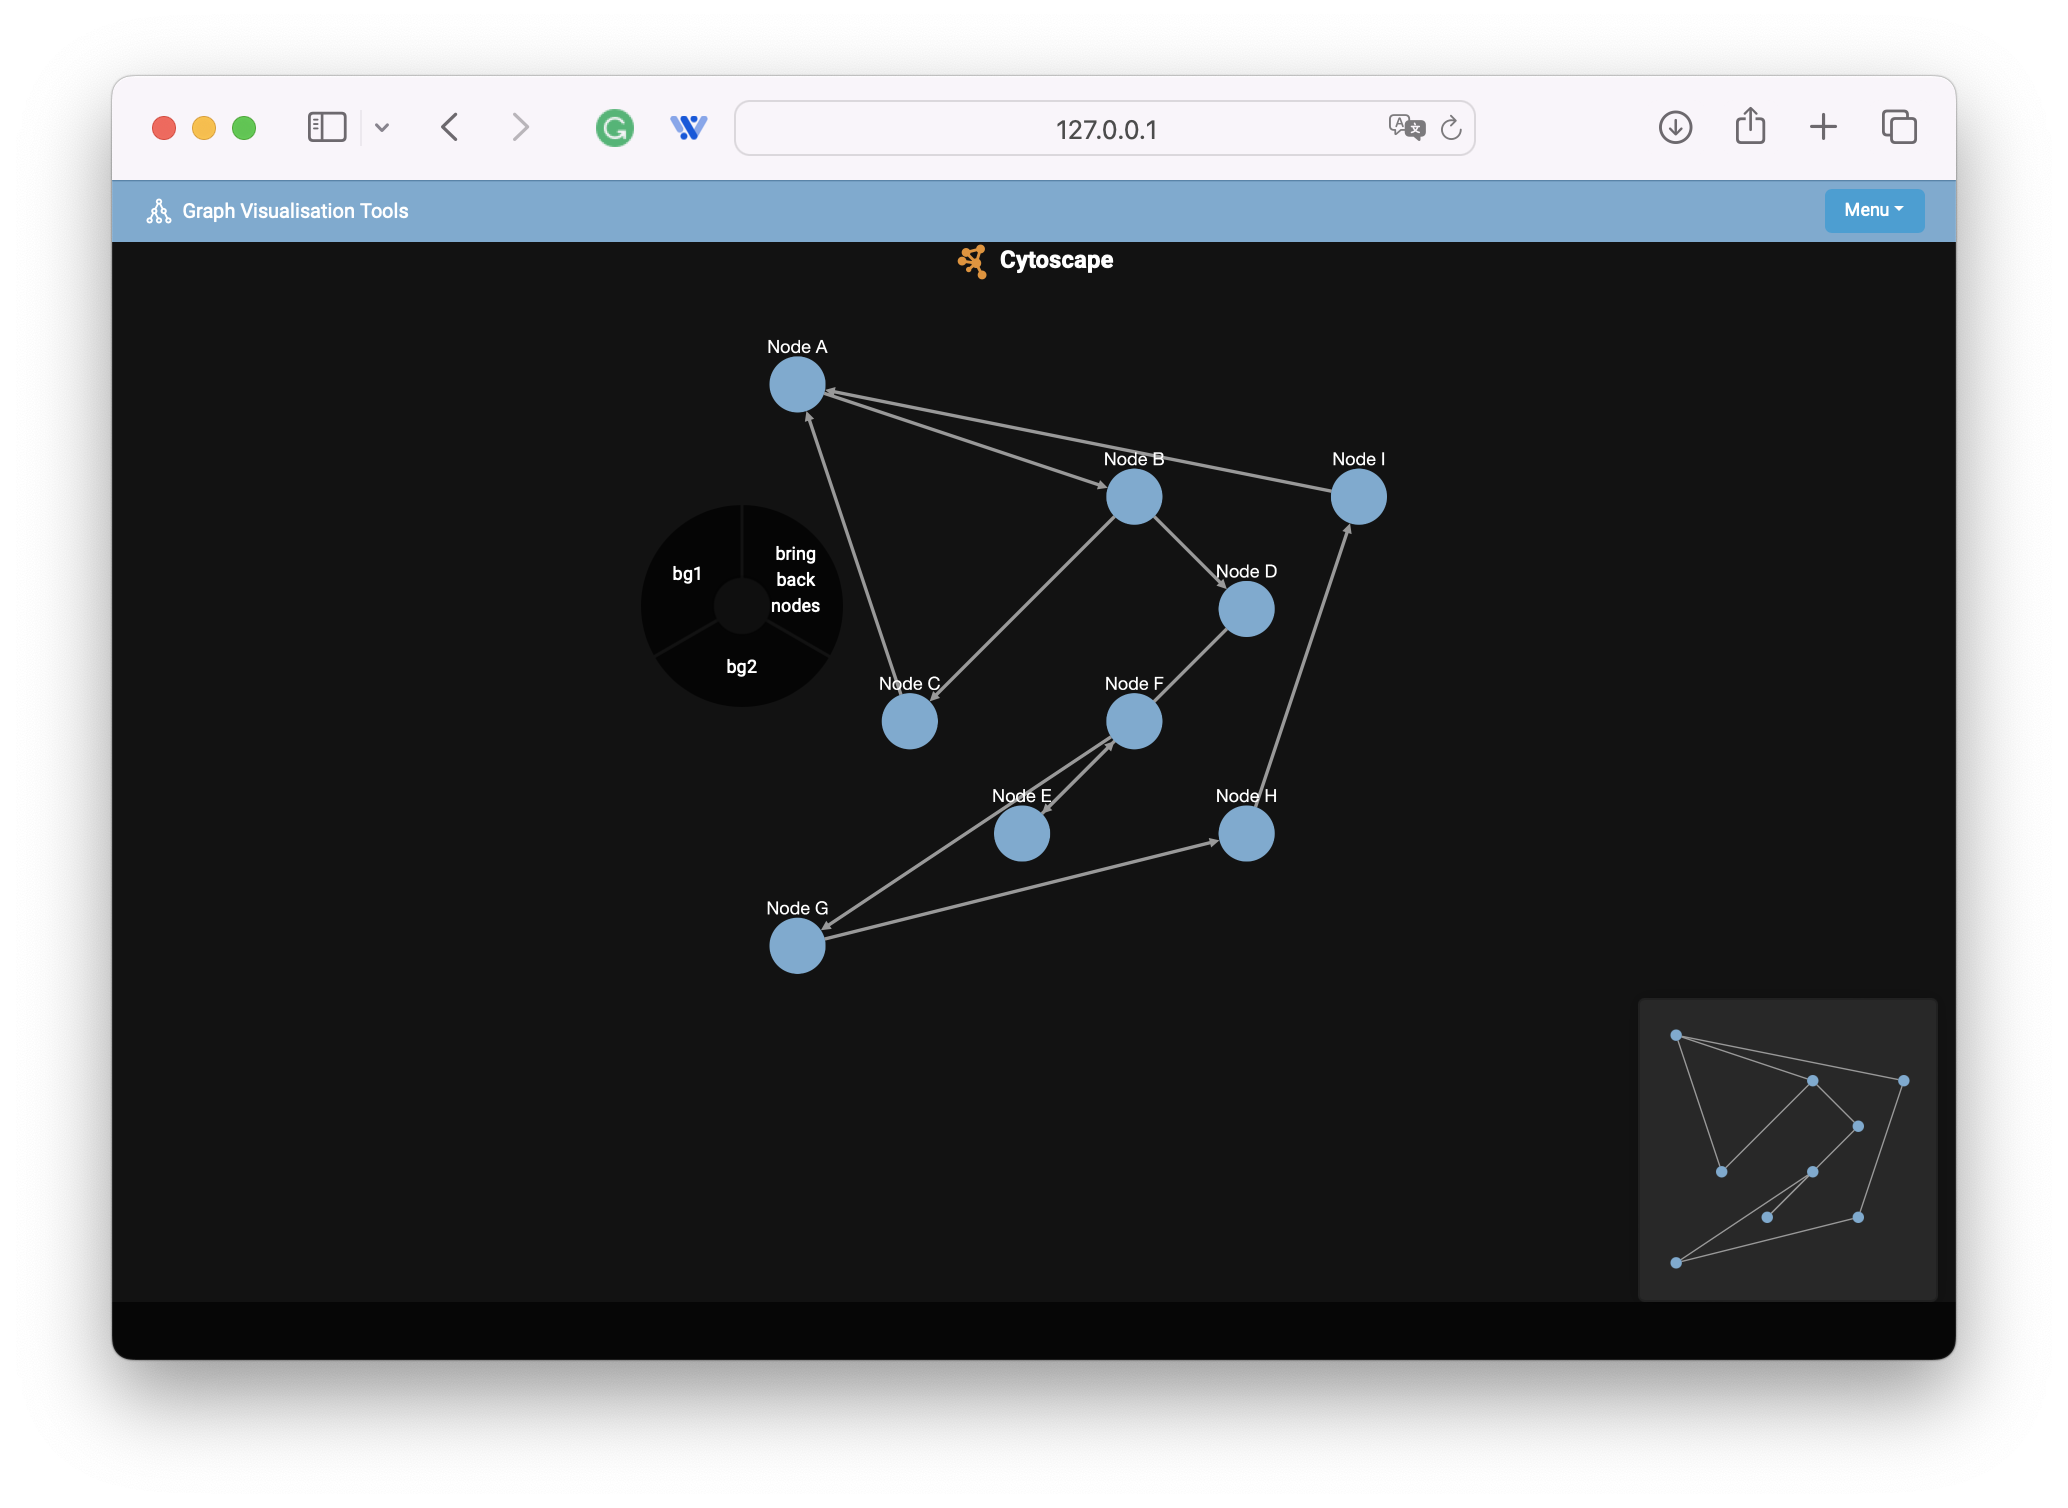 127.0.0.1
Graph Visualisation Tools
Menu
Cytoscape
Node A
Node B
Node I
bring
back
nodes
bg1
Node D
bg2
Node C
Node F
Node E
Node H
Node G